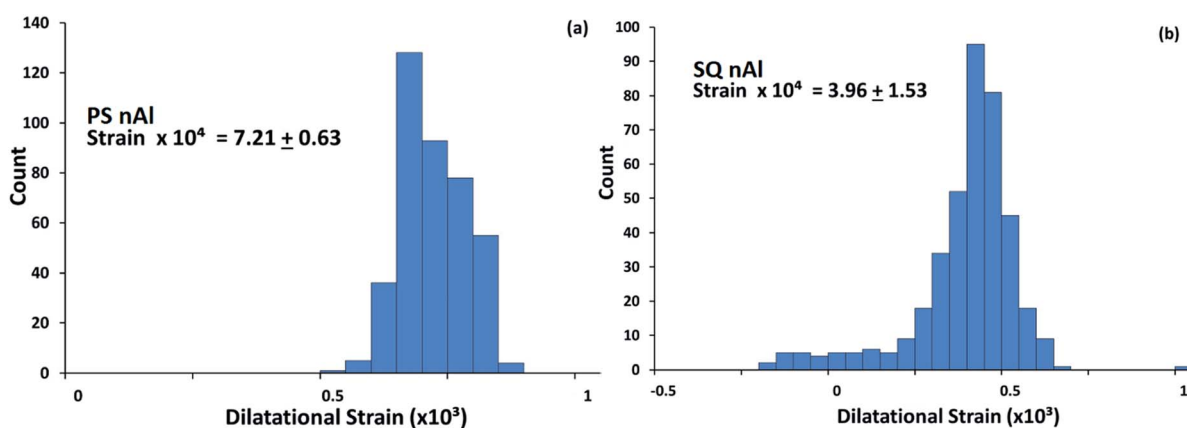 140
120
100
80
60
40
20
0
Count
(a)
PS nAl
Strain x 10⁴ = 7.21 ± 0.63
0
0.5
1
Dilatational Strain (x10³)
100
90
80
70
60
50
40
30
20
10
0
Count
(b)
SQ nAl
Strain x 10⁴ = 3.96 ± 1.53
-0.5
0
0.5
1
Dilatational Strain (x10³)